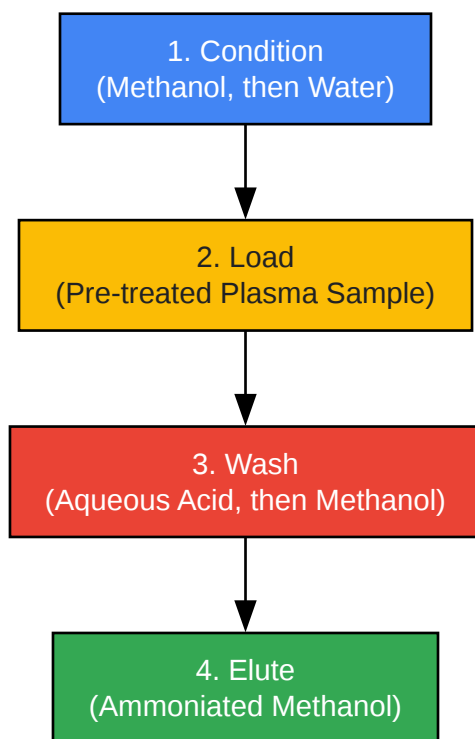 1. Condition
(Methanol, then Water)
2. Load
(Pre-treated Plasma Sample)
3. Wash
(Aqueous Acid, then Methanol)
4. Elute
(Ammoniated Methanol)